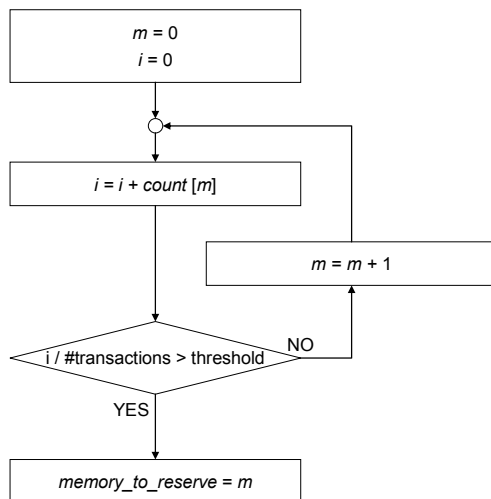 m = 0
i = 0
i = i + count [m]
m = m + 1
i / #transactions > threshold
NO
YES
memory_to_reserve = m